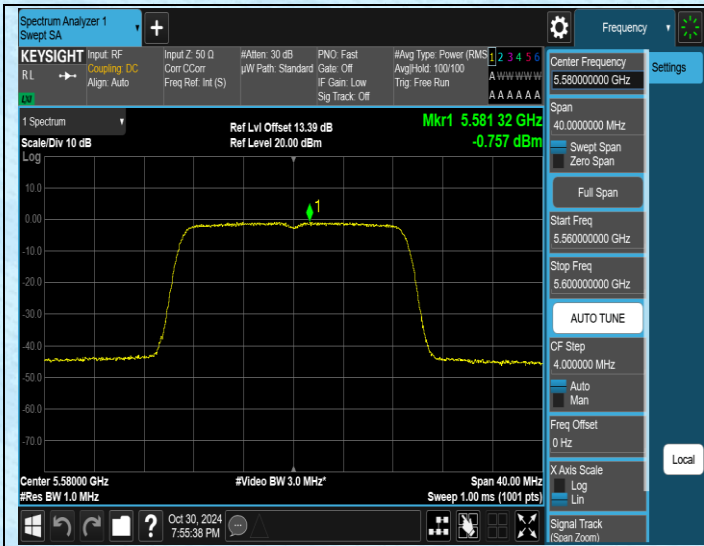 Spectrum Analyzer 1
Swept SA
+
Frequency
KEYSIGHT
RL
LXI
Input: RF
Coupling: DC
Align: Auto
Input Z: 50 Ω
Corr CCorr
Freq Ref: Int (S)
#Atten: 30 dB
µW Path: Standard
PNO: Fast
Gate: Off
IF Gain: Low
Sig Track: Off
#Avg Type: Power (RMS
Avg|Hold: 100/100
Trig: Free Run
1 2 3 4 5 6
A W W W W W
A A A A A A
1 Spectrum
Scale/Div 10 dB
Log
Ref Lvl Offset 13.39 dB
Ref Level 20.00 dBm
Mkr1 5.581 32 GHz
-0.757 dBm
10.0
0.00
-10.0
-20.0
-30.0
-40.0
-50.0
-60.0
-70.0
1
Center 5.58000 GHz
#Res BW 1.0 MHz
#Video BW 3.0 MHz*
Span 40.00 MHz
Sweep 1.00 ms (1001 pts)
?
Oct 30, 2024
7:55:38 PM
Center Frequency
5.580000000 GHz
Span
40.0000000 MHz
Swept Span
Zero Span
Full Span
Start Freq
5.560000000 GHz
Stop Freq
5.600000000 GHz
AUTO TUNE
CF Step
4.000000 MHz
Auto
Man
Freq Offset
0 Hz
X Axis Scale
Log
Lin
Signal Track
(Span Zoom)
Settings
Local